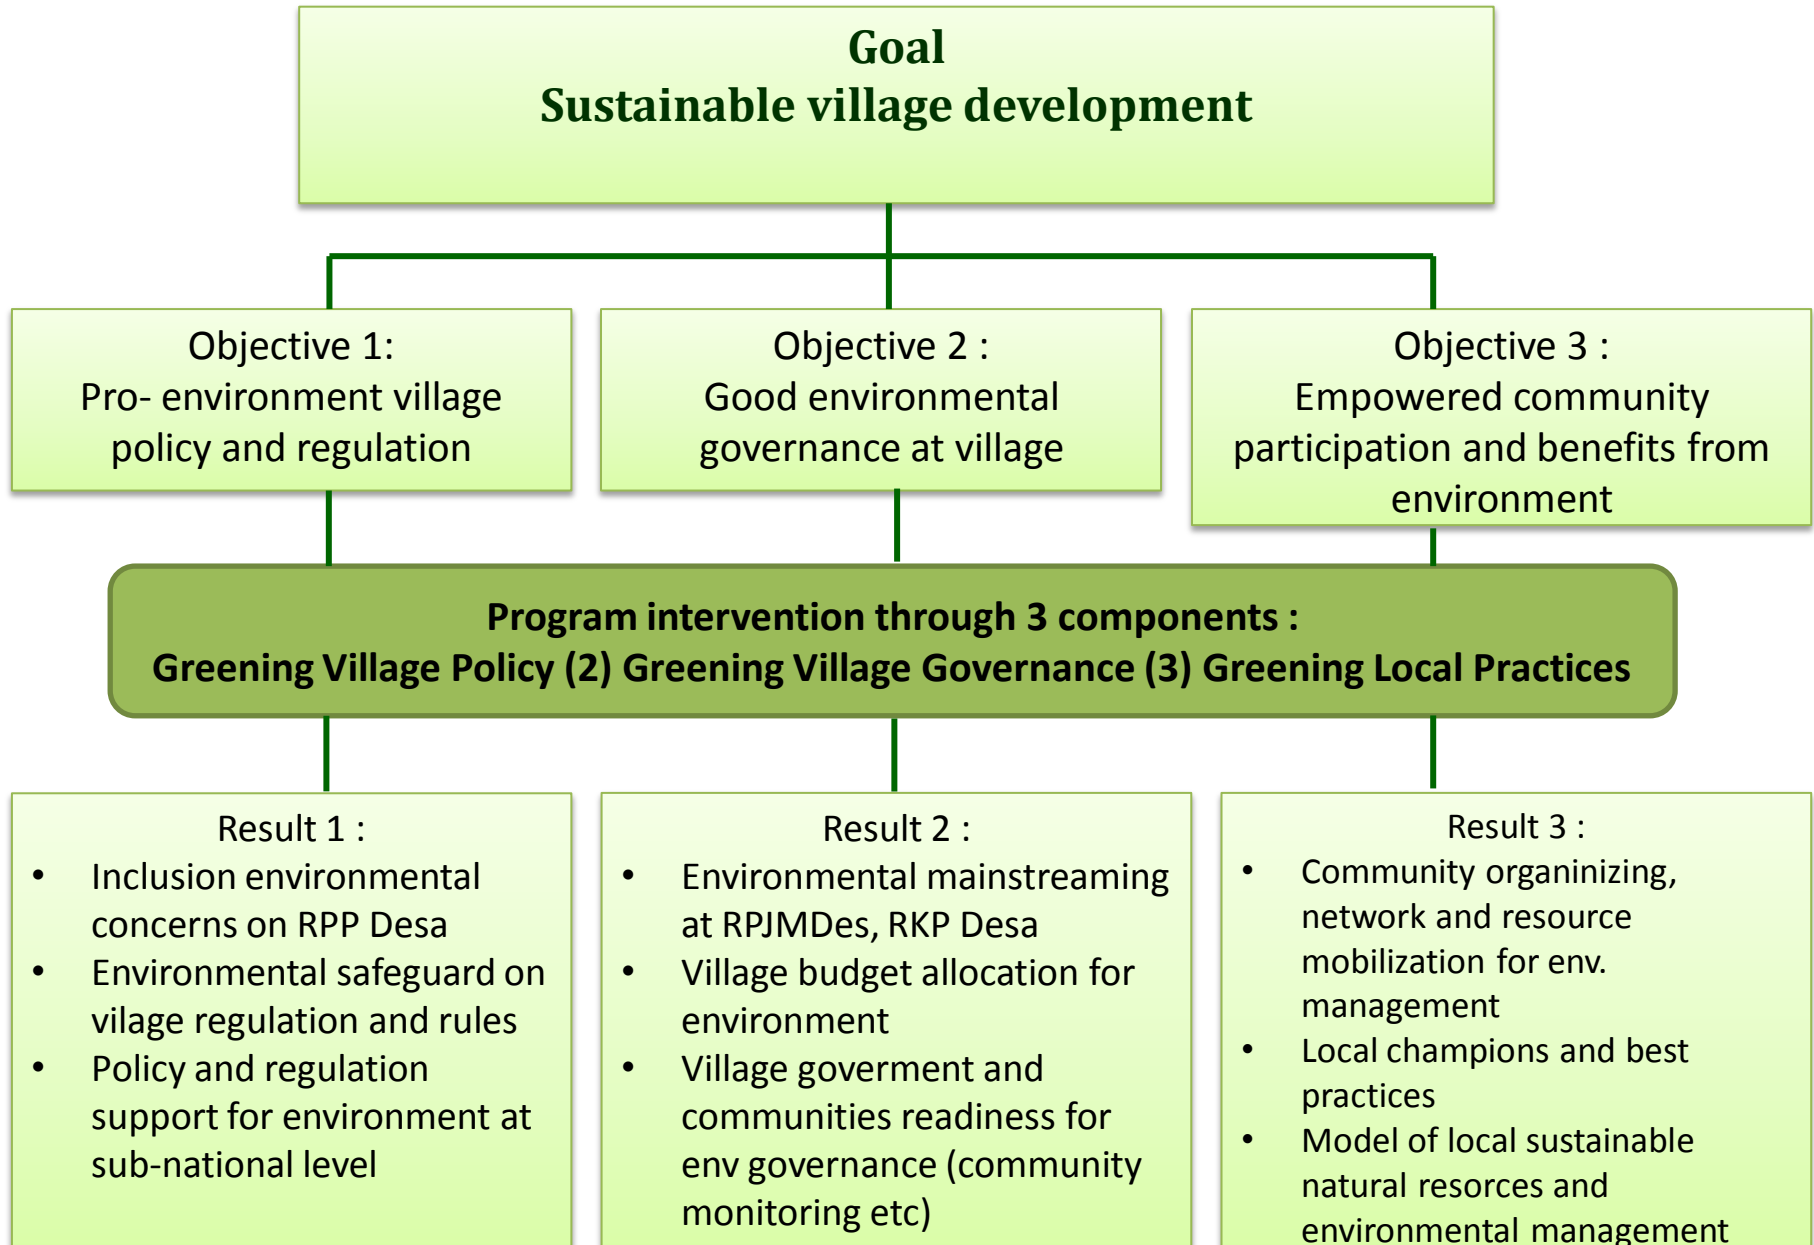 Goal
Sustainable village development
Objective 1:
Pro- environment village
policy and regulation
Objective 2 :
Good environmental
governance at village
Objective 3 :
Empowered community
participation and benefits from
environment
Program intervention through 3 components :
Greening Village Policy (2) Greening Village Governance (3) Greening Local Practices
Result 1 :
• Inclusion environmental
concerns on RPP Desa
• Environmental safeguard on
vilage regulation and rules
• Policy and regulation
support for environment at
sub-national level
Result 2 :
• Environmental mainstreaming
at RPJMDes, RKP Desa
• Village budget allocation for
environment
• Village goverment and
communities readiness for
env governance (community
monitoring etc)
Result 3 :
• Community organinizing,
network and resource
mobilization for env.
management
• Local champions and best
practices
• Model of local sustainable
natural resorces and
environmental management